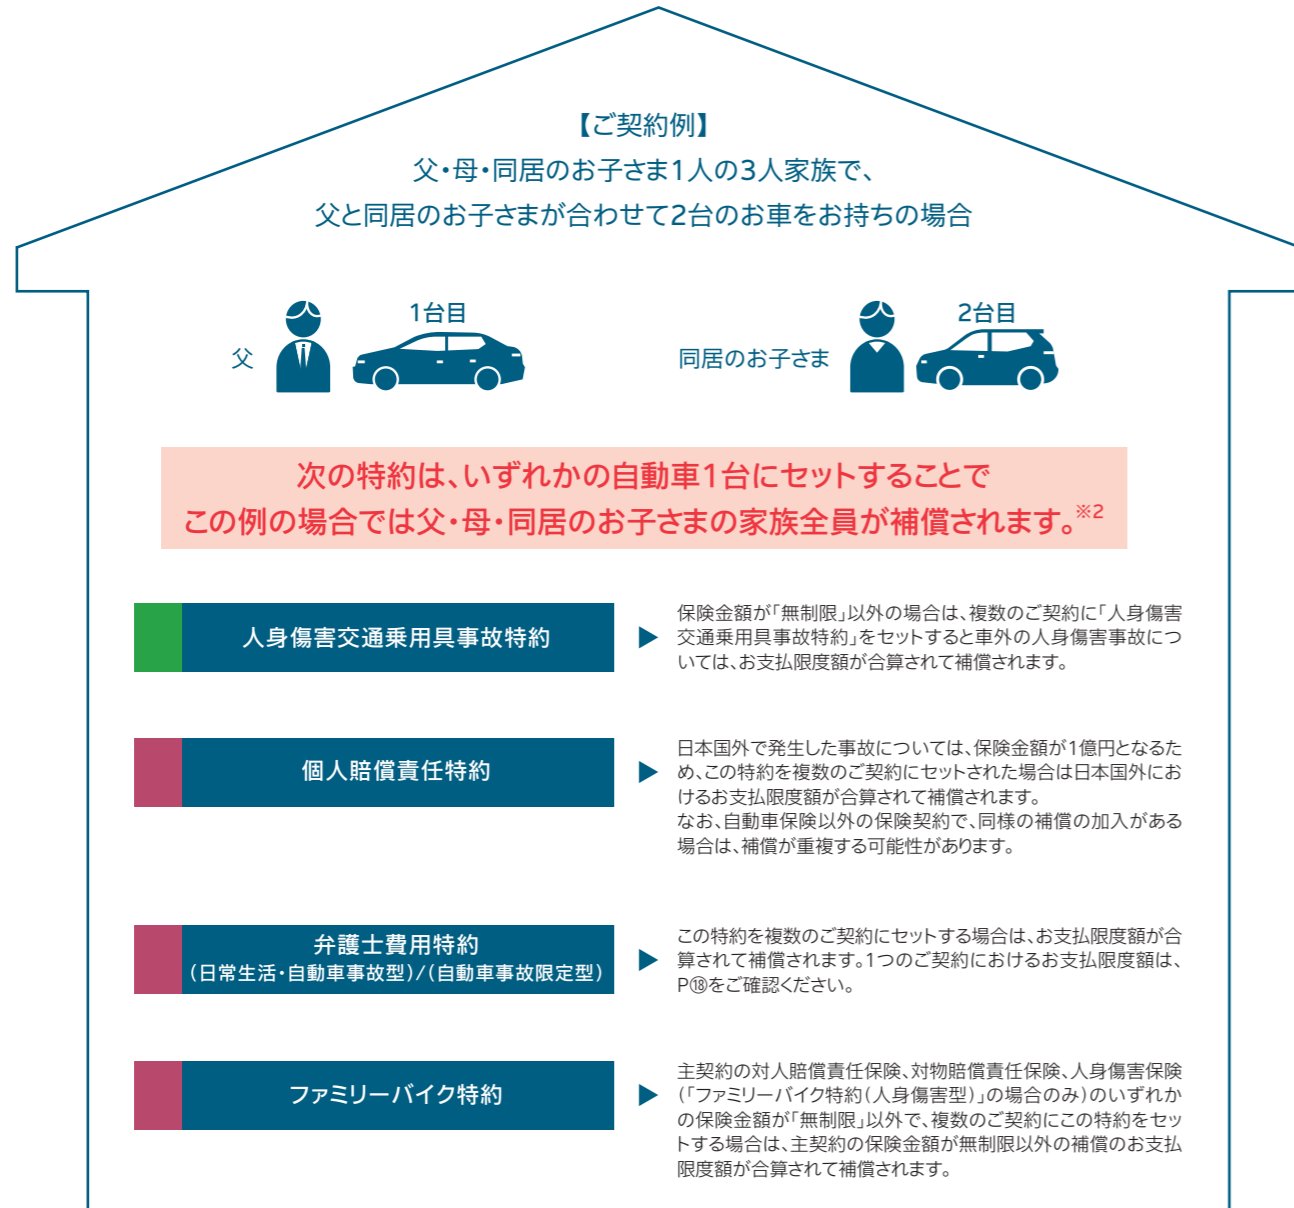 【ご契約例】
父・母・同居のお子さま1人の3人家族で、
父と同居のお子さまが合わせて2台のお車をお持ちの場合
父
1台目
同居のお子さま
2台目
次の特約は、いずれかの自動車1台にセットすることで
この例の場合では父・母・同居のお子さまの家族全員が補償されます。※2
人身傷害交通乗用具事故特約
保険金額が「無制限」以外の場合は、複数のご契約に「人身傷害
交通乗用具事故特約」をセットすると車外の人身傷害事故につ
いては、お支払限度額が合算されて補償されます。
個人賠償責任特約
日本国外で発生した事故については、保険金額が1億円となるた
め、この特約を複数のご契約にセットされた場合は日本国外にお
けるお支払限度額が合算されて補償されます。
なお、自動車保険以外の保険契約で、同様の補償の加入がある
場合は、補償が重複する可能性があります。
弁護士費用特約
（日常生活・自動車事故型）/（自動車事故限定型）
この特約を複数のご契約にセットする場合は、お支払限度額が合
算されて補償されます。1つのご契約におけるお支払限度額は、
P⑱をご確認ください。
ファミリーバイク特約
主契約の対人賠償責任保険、対物賠償責任保険、人身傷害保険
（「ファミリーバイク特約（人身傷害型）」の場合のみ）のいずれか
の保険金額が「無制限」以外で、複数のご契約にこの特約をセッ
トする場合は、主契約の保険金額が無制限以外の補償のお支払
限度額が合算されて補償されます。